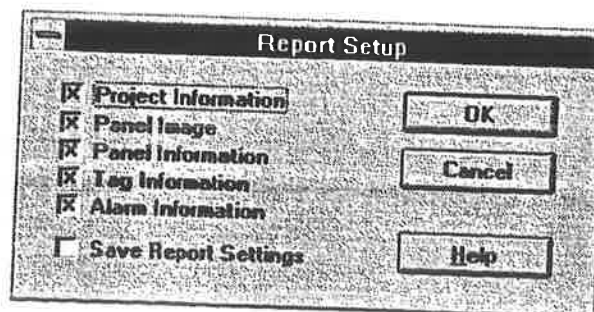 Report Setup
Project Information
Panel Image
Panel Information
Tag Information
Alarm Information
Save Report Settings
OK
Cancel
Help